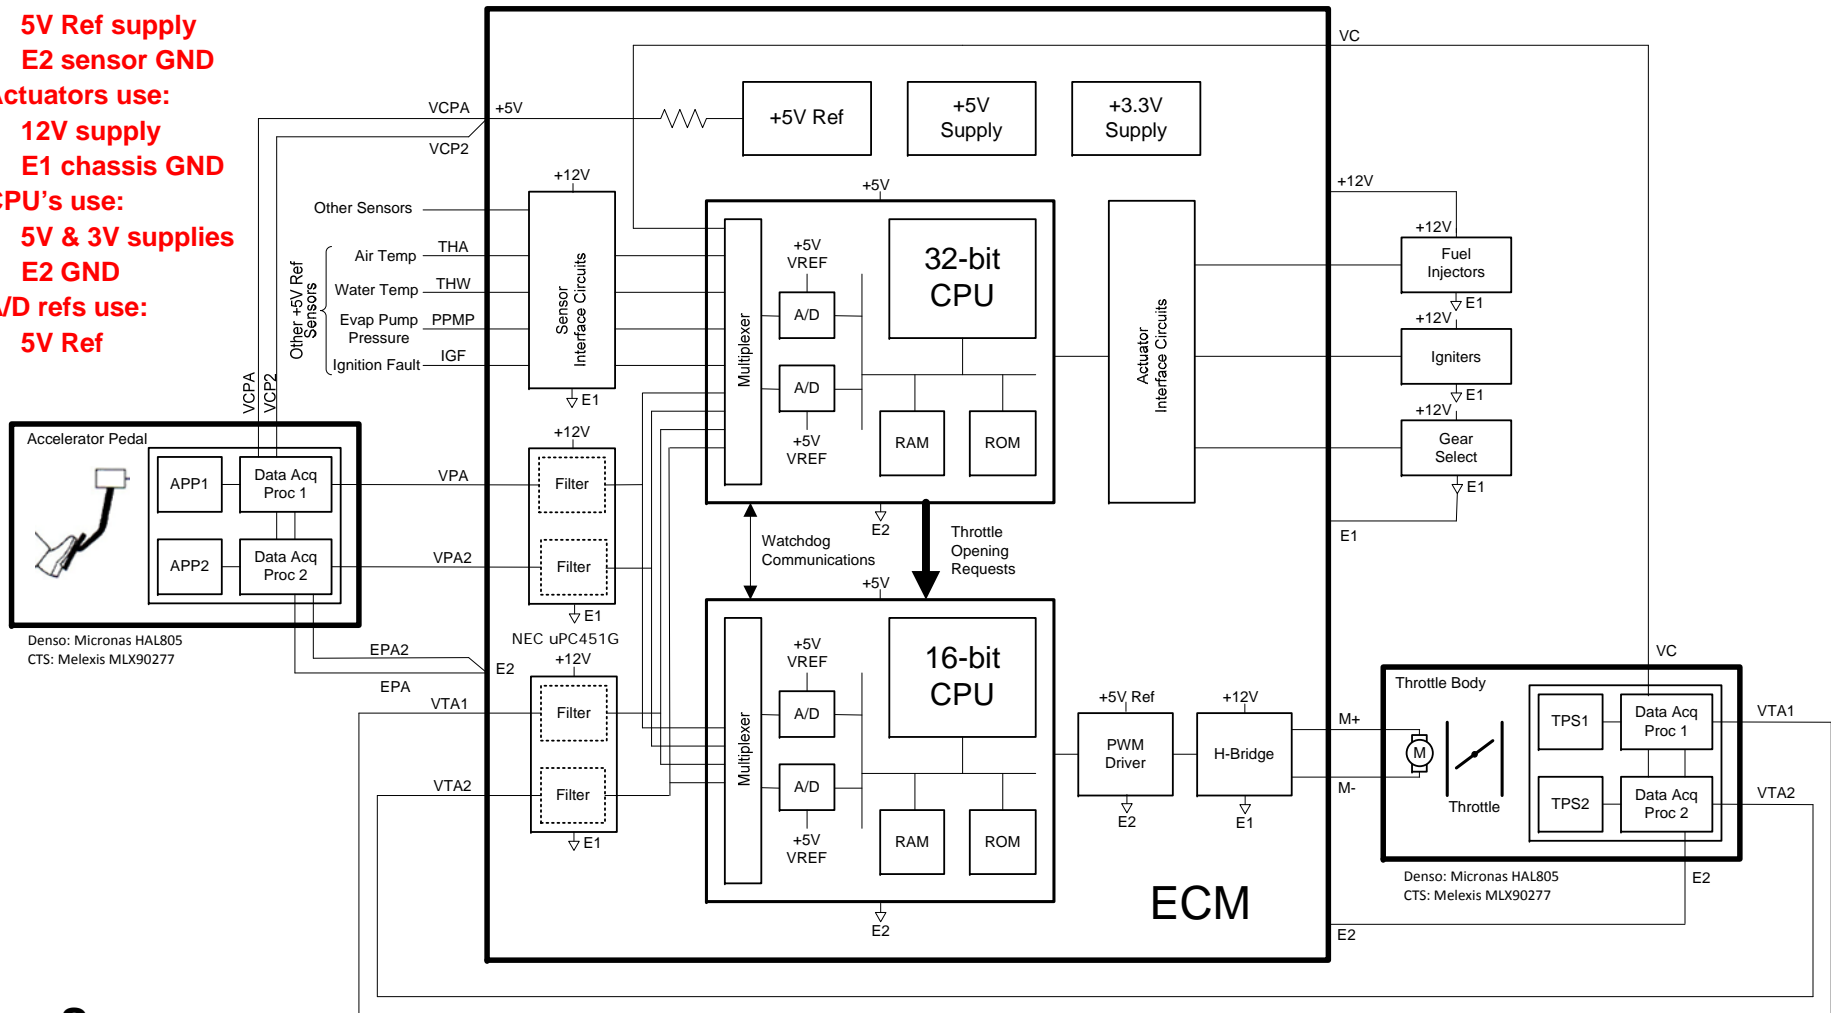 5V Ref supply
E2 sensor GND
Actuators use:
12V supply
E1 chassis GND
CPU's use:
5V & 3V supplies
E2 GND
A/D refs use:
5V Ref
VCPA
VCP2
+5V
+5V Ref
+5V
Supply
+3.3V
Supply
VC
+12V
Other Sensors
Other +5V Ref
Sensors
Air Temp
THA
Water Temp
THW
Evap Pump
Pressure
PPMP
Ignition Fault
IGF
Sensor
Interface Circuits
E1
+5V
Multiplexer
+5V
VREF
A/D
A/D
+5V
VREF
32-bit
CPU
RAM
ROM
E2
Actuator
Interface Circuits
+12V
+12V
Fuel
Injectors
E1
+12V
Igniters
E1
+12V
Gear
Select
E1
E1
VCPA
VCP2
Accelerator Pedal
APP1
Data Acq
Proc 1
APP2
Data Acq
Proc 2
Denso: Micronas HAL805
CTS: Melexis MLX90277
VPA
VPA2
EPA2
EPA
E2
+12V
Filter
Filter
E1
NEC uPC451G
+12V
VTA1
Filter
VTA2
Filter
E1
Watchdog
Communications
Throttle
Opening
Requests
+5V
Multiplexer
+5V
VREF
A/D
A/D
+5V
VREF
16-bit
CPU
RAM
ROM
E2
+5V Ref
PWM
Driver
E2
+12V
H-Bridge
E1
M+
M-
ECM
VC
Throttle Body
M
Throttle
TPS1
Data Acq
Proc 1
TPS2
Data Acq
Proc 2
VTA1
VTA2
Denso: Micronas HAL805
CTS: Melexis MLX90277
E2
E2